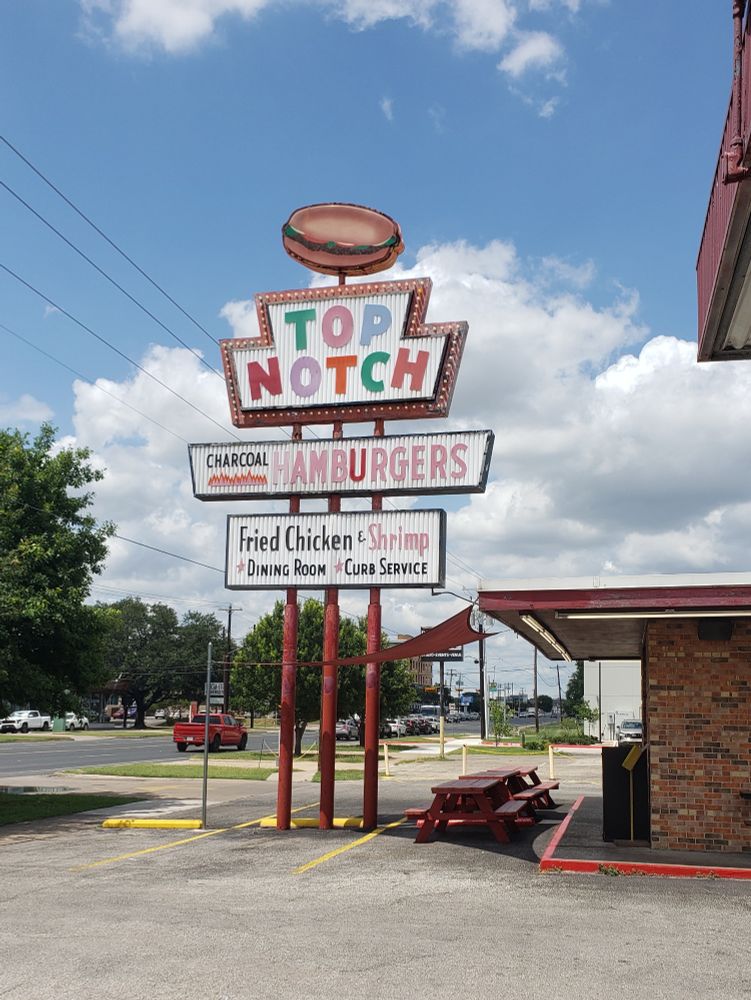 TOP
NOTCH
CHARCOAL HAMBURGERS
Fried Chicken & Shrimp
★ DINING ROOM ★ CURB SERVICE